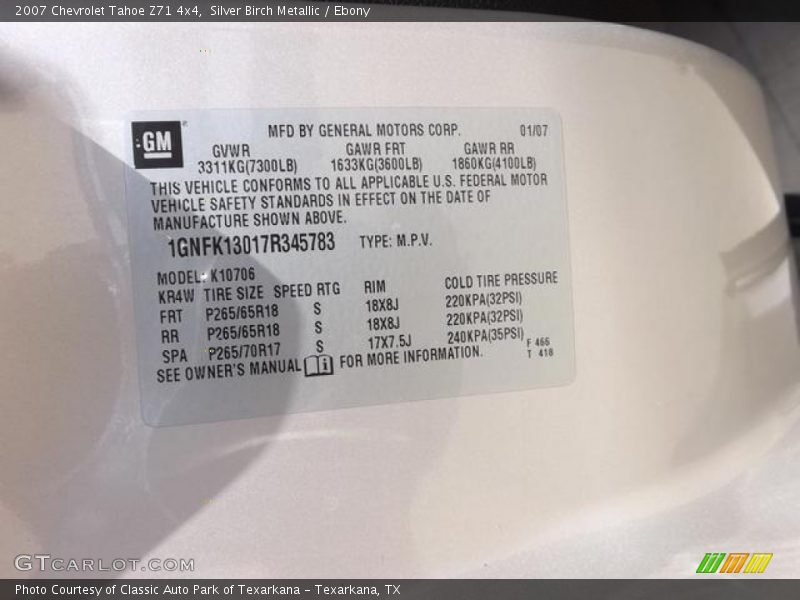 2007 Chevrolet Tahoe Z71 4x4, Silver Birch Metallic / Ebony
GM
MFD BY GENERAL MOTORS CORP. 01/07
GVWR GAWR FRT GAWR RR
3311KG(7300LB) 1633KG(3600LB) 1860KG(4100LB)
THIS VEHICLE CONFORMS TO ALL APPLICABLE U.S. FEDERAL MOTOR
VEHICLE SAFETY STANDARDS IN EFFECT ON THE DATE OF
MANUFACTURE SHOWN ABOVE.
1GNFK13017R345783 TYPE: M.P.V.
MODEL: K10706
KR4W TIRE SIZE SPEED RTG RIM COLD TIRE PRESSURE
FRT P265/65R18 S 18X8J 220KPA(32PSI)
RR P265/65R18 S 18X8J 220KPA(32PSI)
SPA P265/70R17 S 17X7.5J 240KPA(35PSI)
SEE OWNER'S MANUAL FOR MORE INFORMATION.
F 466
T 418
GTCARLOT.COM
Photo Courtesy of Classic Auto Park of Texarkana - Texarkana, TX